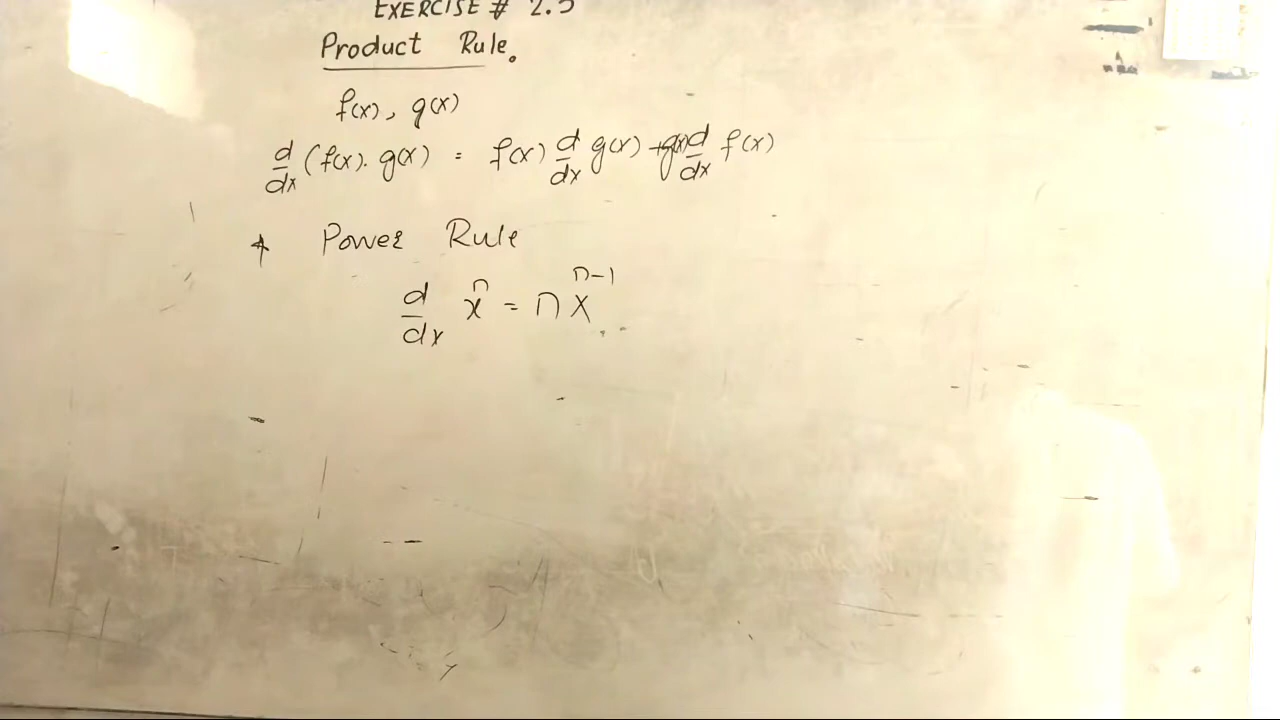 EXERCISE # 2.5
Product Rule.
f(x), g(x)
d/dx (f(x). g(x) = f(x) d/dx g(x) + g(x) d/dx f(x)
Power Rule
d/dx x^n = n x^n-1